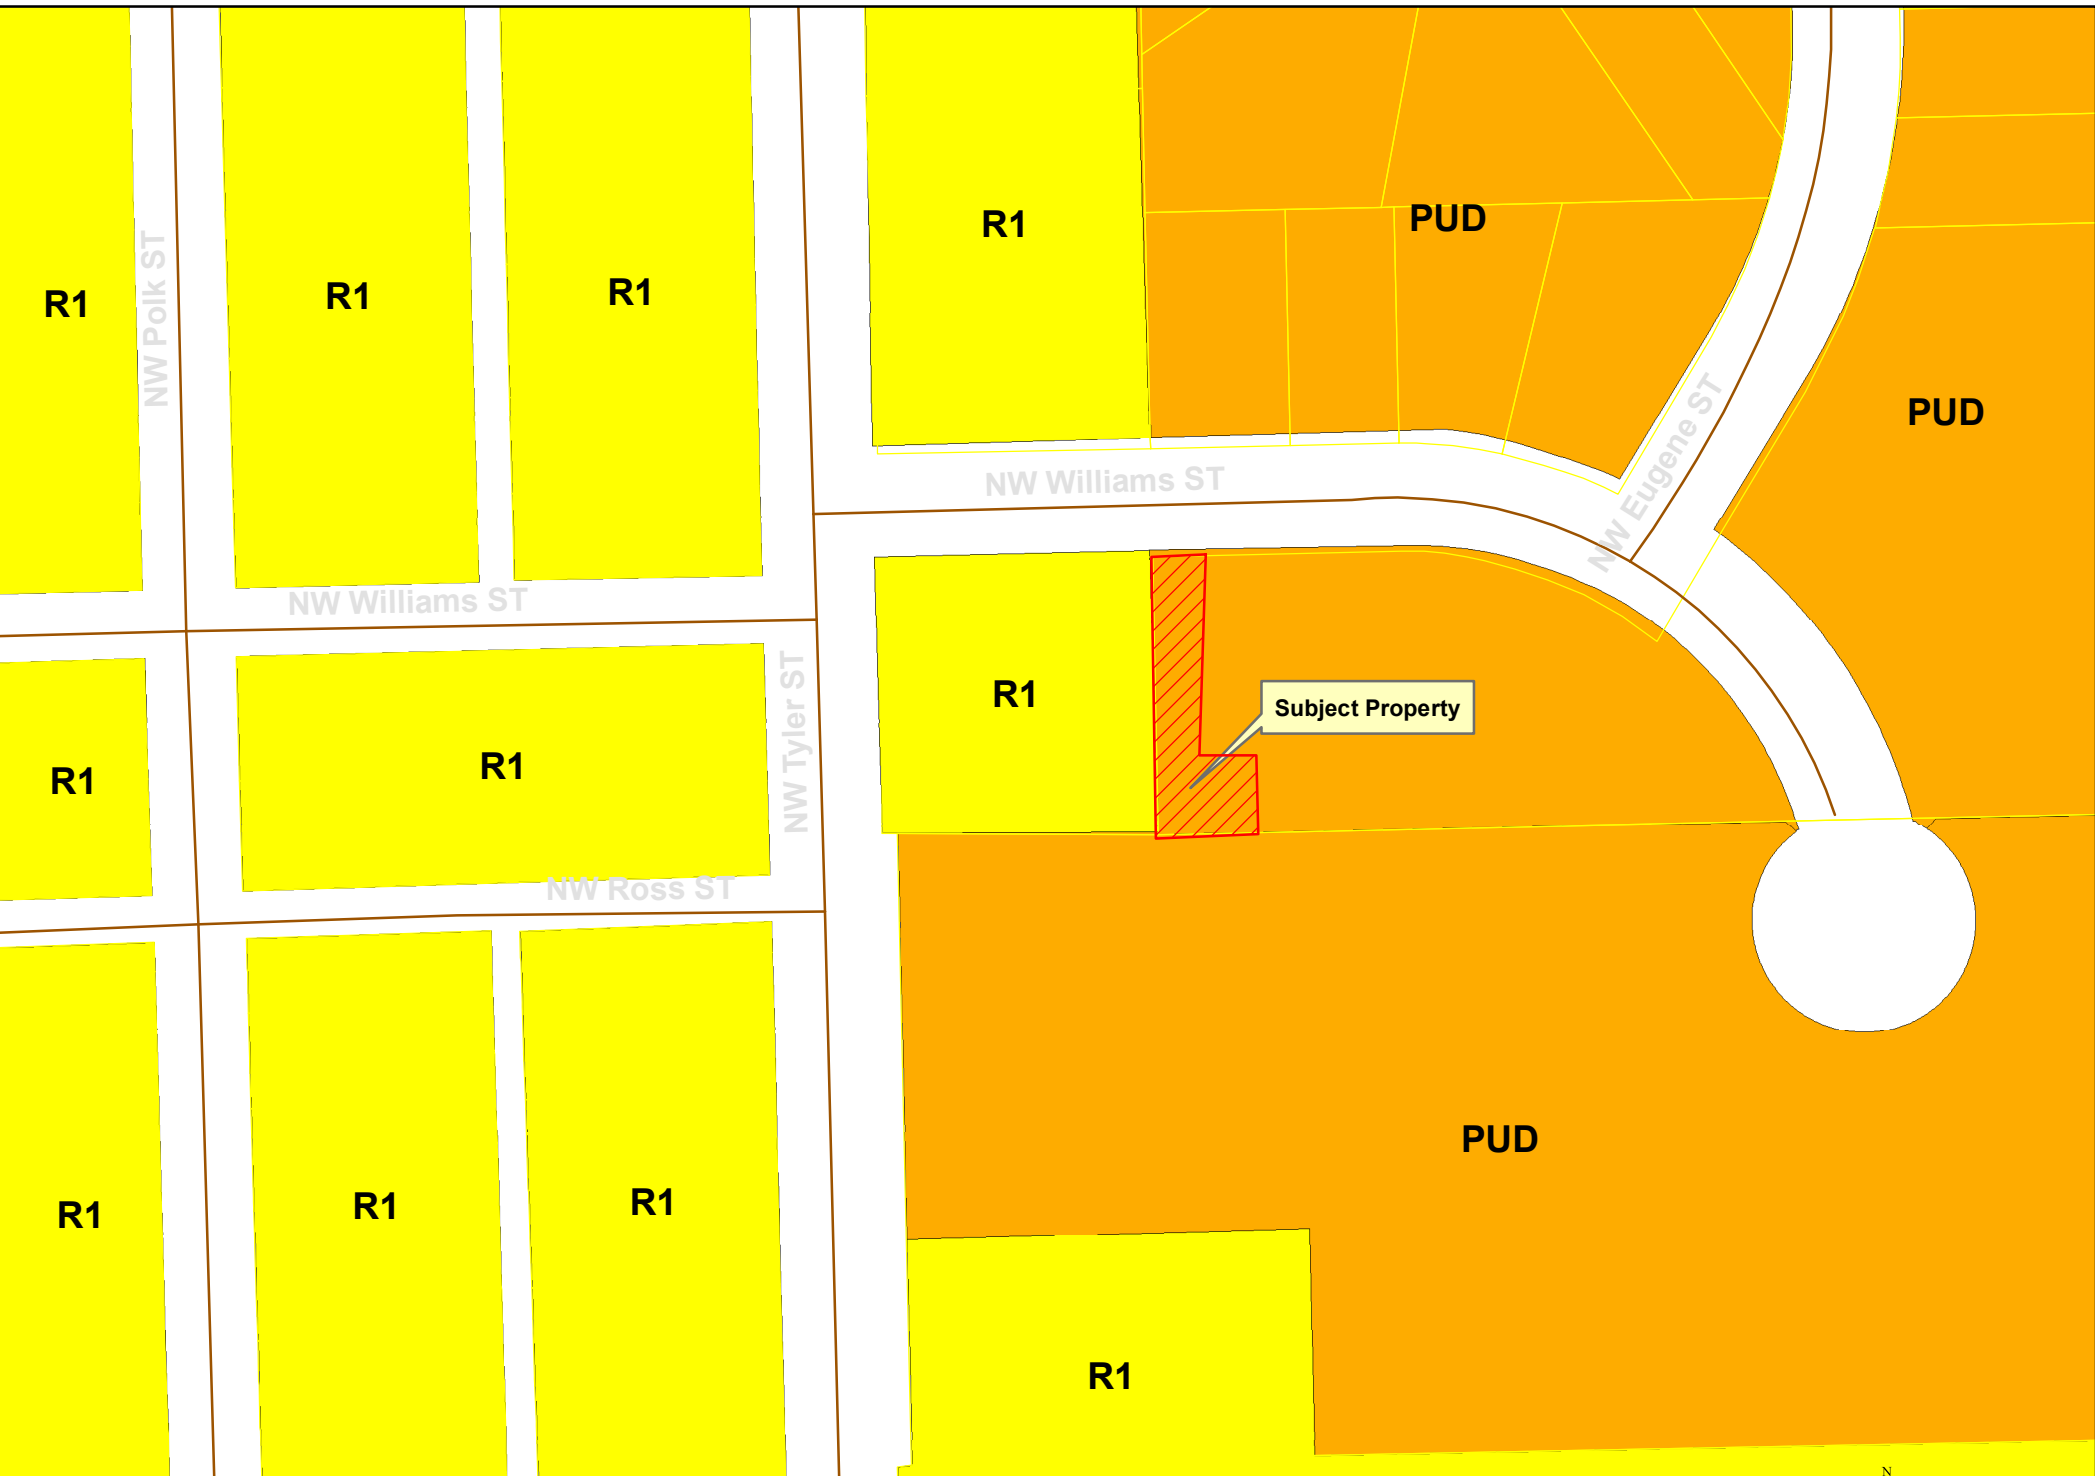 R1
PUD
R1
R1
R1
NW Polk ST
NW Eugene ST
PUD
NW Williams ST
NW Williams ST
R1
Subject Property
NW Tyler ST
R1
R1
NW Ross ST
PUD
R1
R1
R1
R1
N